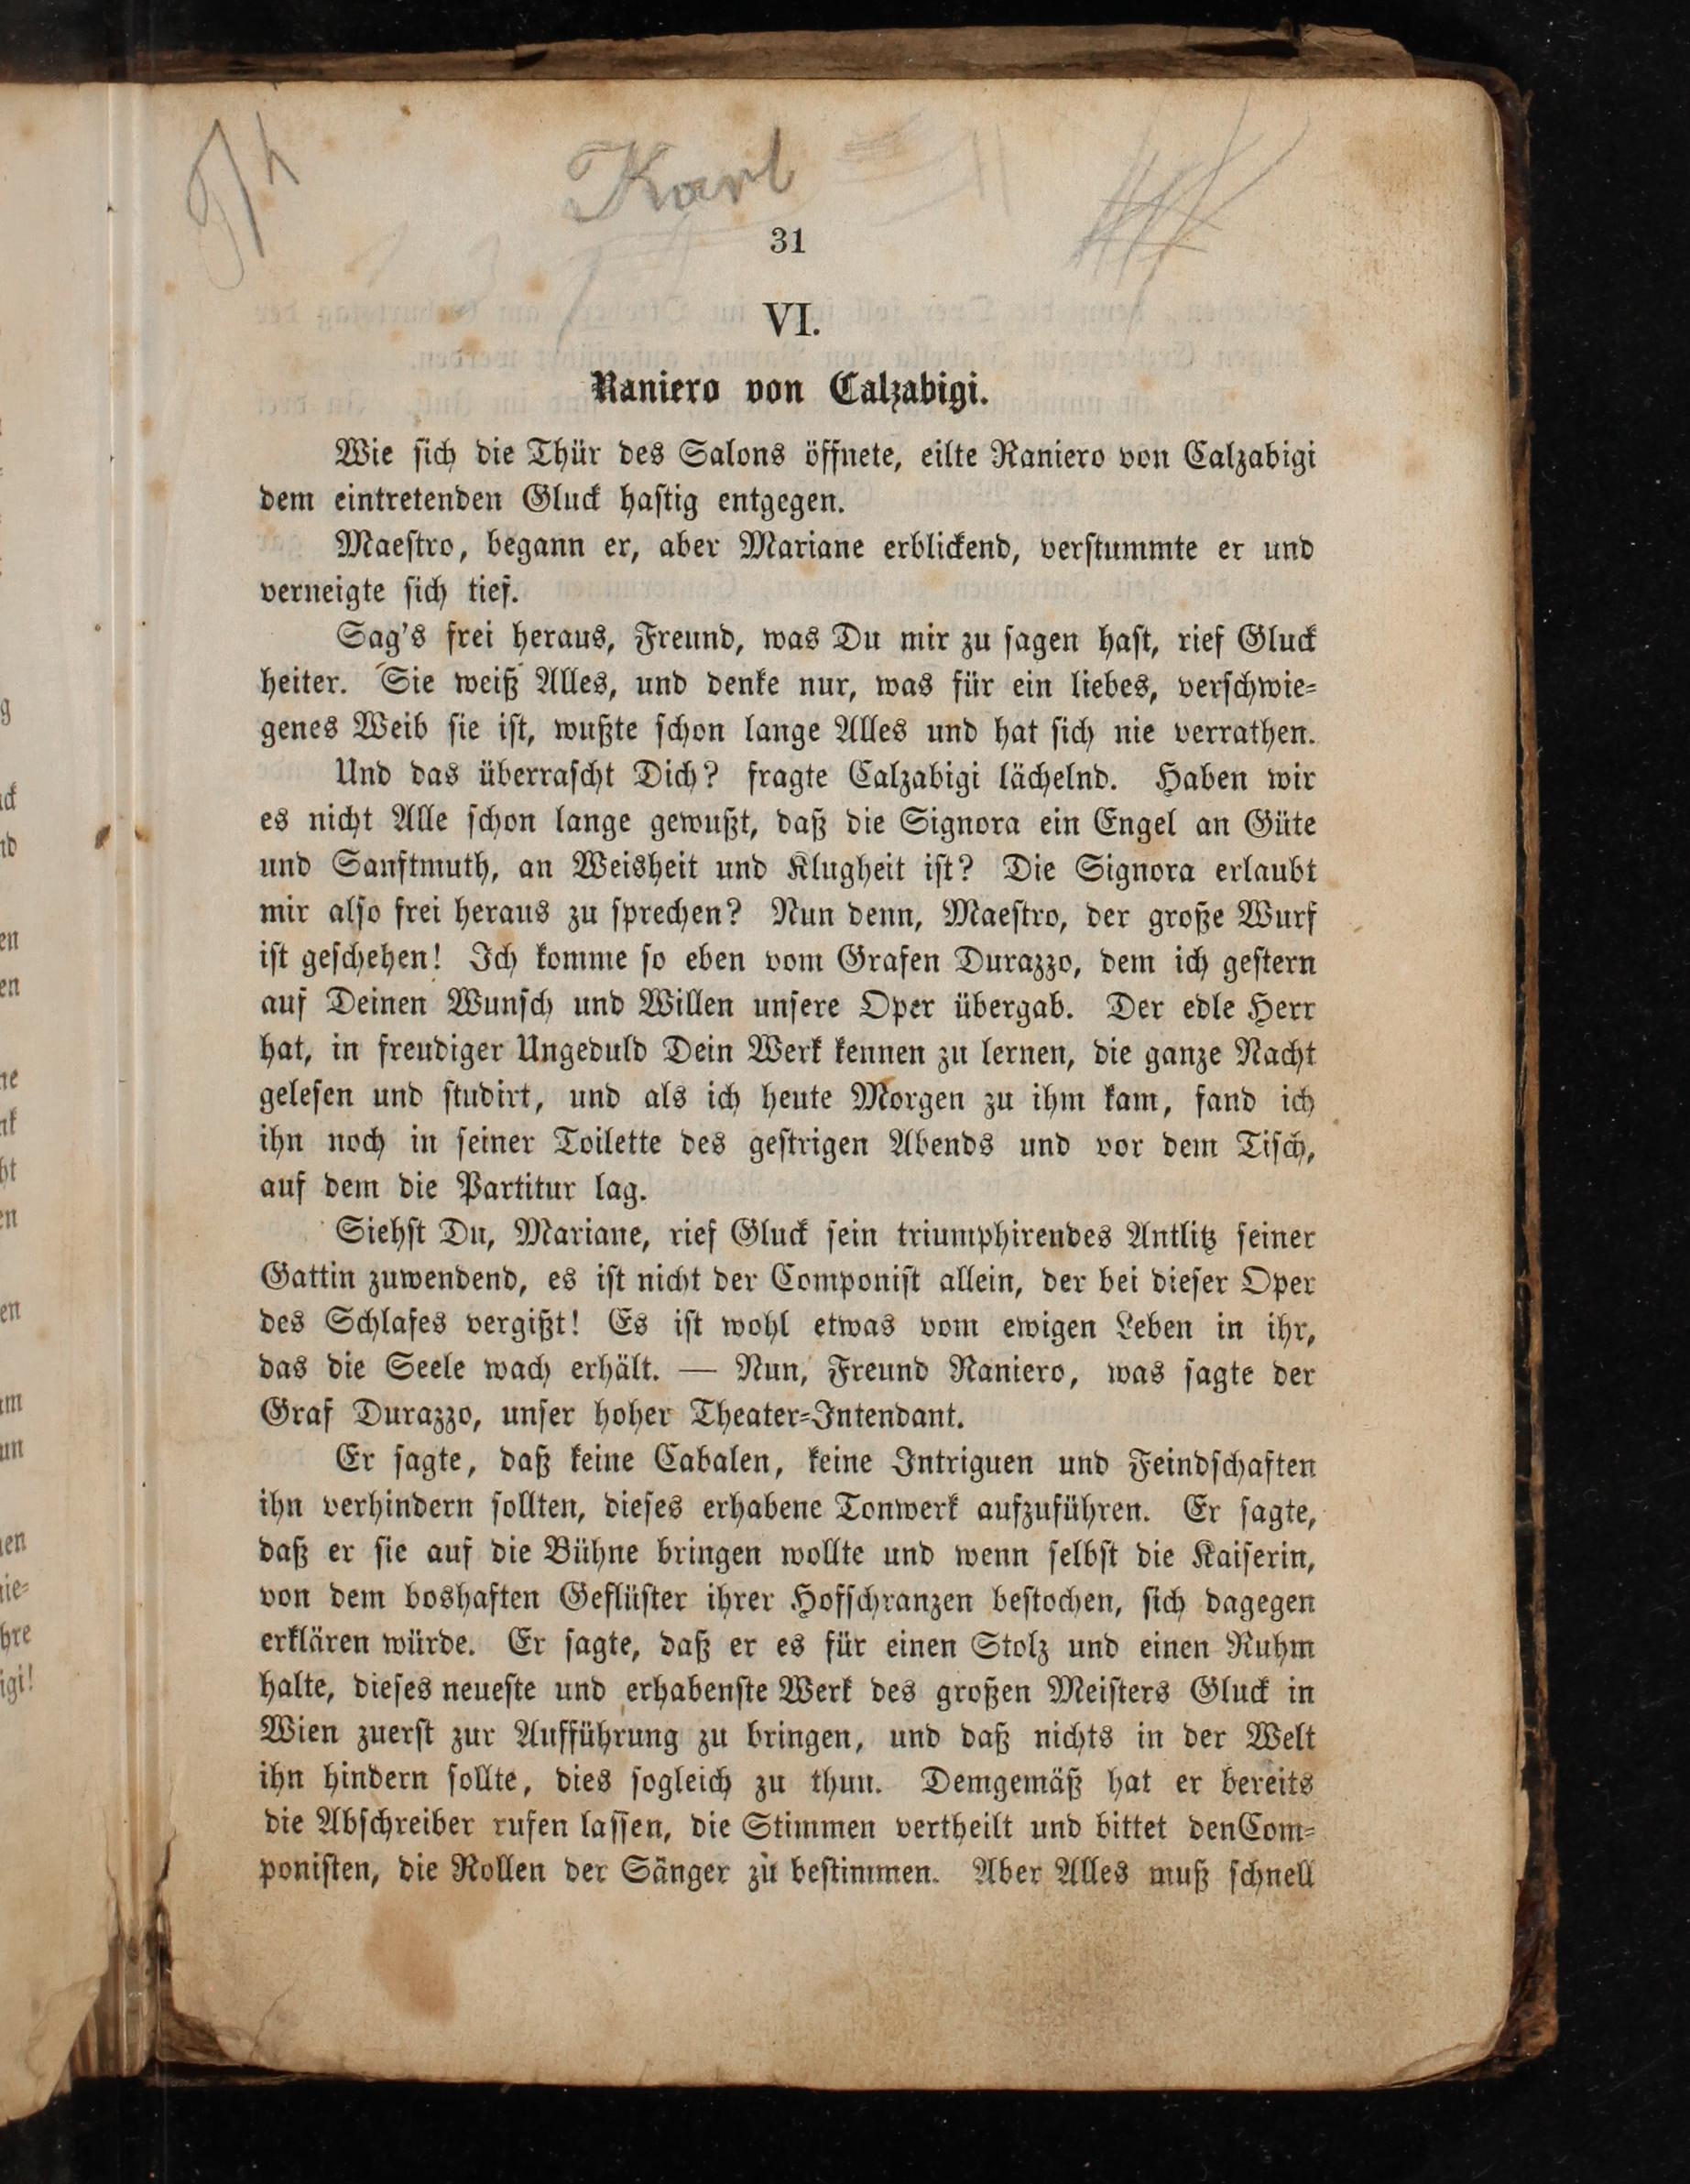 Karl
31
VI.
Raniero von Calzabigi.
Wie sich die Thür des Salons öffnete, eilte Raniero von Calzabigi
dem eintretenden Gluck hastig entgegen.
Maestro, begann er, aber Mariane erblickend, verstummte er und
verneigte sich tief.
Sag's frei heraus, Freund, was Du mir zu sagen hast, rief Gluck
heiter. Sie weiß Alles, und denke nur, was für ein liebes, verschwie-
genes Weib sie ist, wußte schon lange Alles und hat sich nie verrathen.
Und das überrascht Dich? fragte Calzabigi lächelnd. Haben wir
es nicht Alle schon lange gewußt, daß die Signora ein Engel an Güte
und Sanftmuth, an Weisheit und Klugheit ist? Die Signora erlaubt
mir also frei heraus zu sprechen? Nun denn, Maestro, der große Wurf
ist geschehen! Ich komme so eben vom Grafen Durazzo, dem ich gestern
auf Deinen Wunsch und Willen unsere Oper übergab. Der edle Herr
hat, in freudiger Ungeduld Dein Werk kennen zu lernen, die ganze Nacht
gelesen und studirt, und als ich heute Morgen zu ihm kam, fand ich
ihn noch in seiner Toilette des gestrigen Abends und vor dem Tisch,
auf dem die Partitur lag.
Siehst Du, Mariane, rief Gluck sein triumphirendes Antlitz seiner
Gattin zuwendend, es ist nicht der Componist allein, der bei dieser Oper
des Schlafes vergißt! Es ist wohl etwas vom ewigen Leben in ihr,
das die Seele wach erhält. — Nun, Freund Raniero, was sagte der
Graf Durazzo, unser hoher Theater-Intendant.
Er sagte, daß keine Cabalen, keine Intriguen und Feindschaften
ihn verhindern sollten, dieses erhabene Tonwerk aufzuführen. Er sagte,
daß er sie auf die Bühne bringen wollte und wenn selbst die Kaiserin,
von dem boshaften Geflüster ihrer Hofschranzen bestochen, sich dagegen
erklären würde. Er sagte, daß er es für einen Stolz und einen Ruhm
halte, dieses neueste und erhabenste Werk des großen Meisters Gluck in
Wien zuerst zur Aufführung zu bringen, und daß nichts in der Welt
ihn hindern sollte, dies sogleich zu thun. Demgemäß hat er bereits
die Abschreiber rufen lassen, die Stimmen vertheilt und bittet denCom-
ponisten, die Rollen der Sänger zu bestimmen. Aber Alles muß schnell